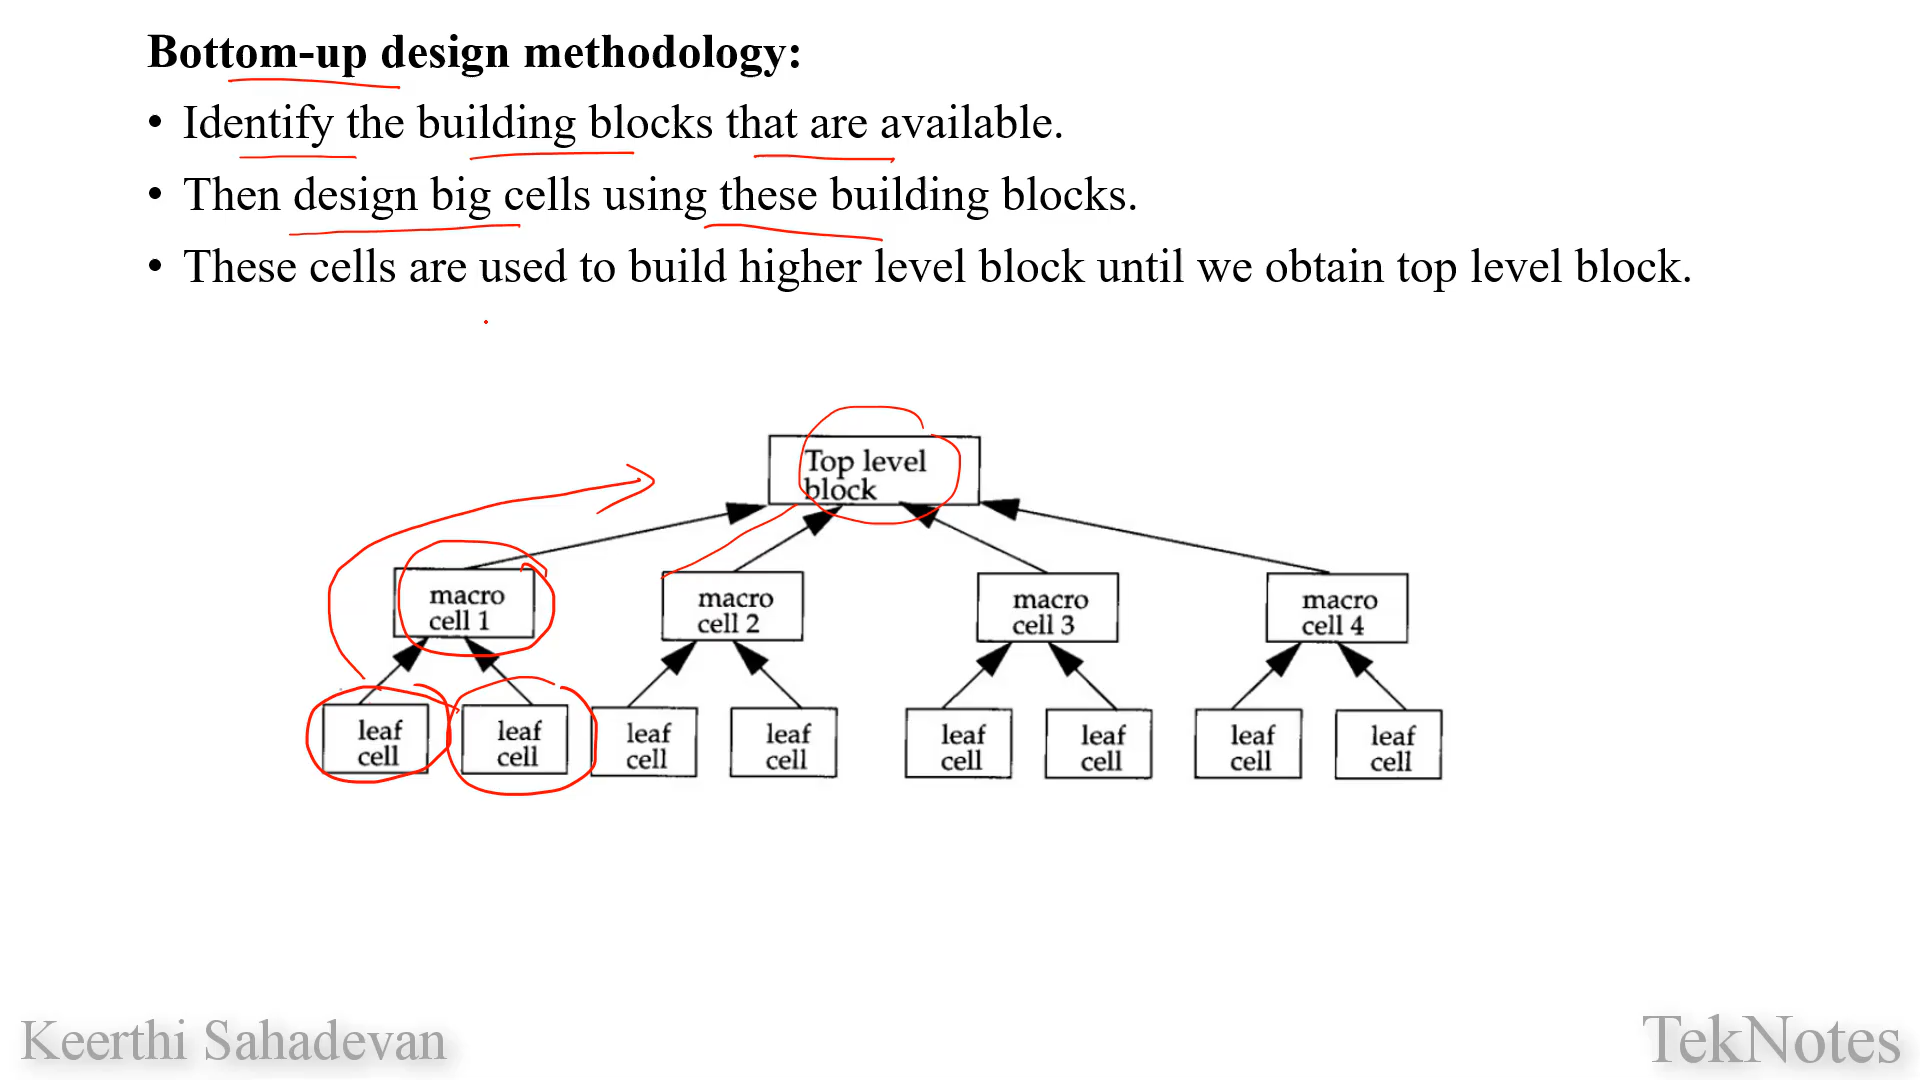 Bottom-up design methodology:
• Identify the building blocks that are available.
• Then design big cells using these building blocks.
• These cells are used to build higher level block until we obtain top level block.
Top level
block
macro
cell 1
macro
cell 2
macro
cell 3
macro
cell 4
leaf
cell
leaf
cell
leaf
cell
leaf
cell
leaf
cell
leaf
cell
leaf
cell
leaf
cell
Keerthi Sahadevan
TekNotes